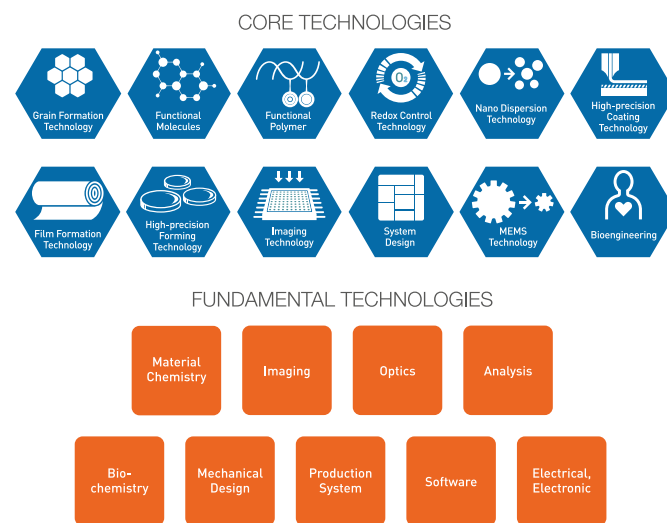 CORE TECHNOLOGIES
Grain Formation
Technology
Functional
Molecules
Functional
Polymer
O₂
Redox Control
Technology
Nano Dispersion
Technology
High-precision
Coating
Technology
Film Formation
Technology
High-precision
Forming
Technology
Imaging
Technology
System
Design
MEMS
Technology
Bioengineering
FUNDAMENTAL TECHNOLOGIES
Material
Chemistry
Imaging
Optics
Analysis
Bio-
chemistry
Mechanical
Design
Production
System
Software
Electrical,
Electronic